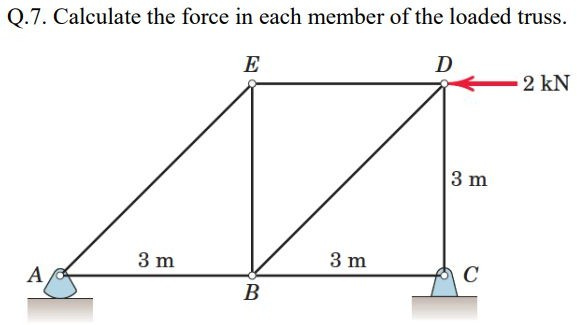 Q.7. Calculate the force in each member of the loaded truss.
E
D
2 kN
3 m
A
3 m
3 m
C
B